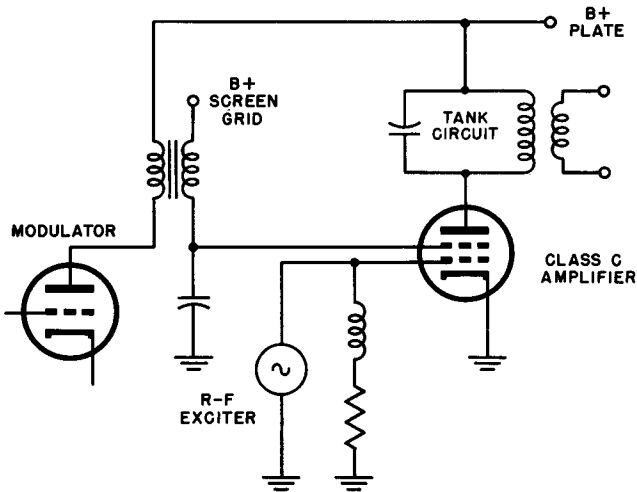 B+
PLATE
B+
SCREEN
GRID
TANK
CIRCUIT
MODULATOR
CLASS C
AMPLIFIER
R-F
EXCITER